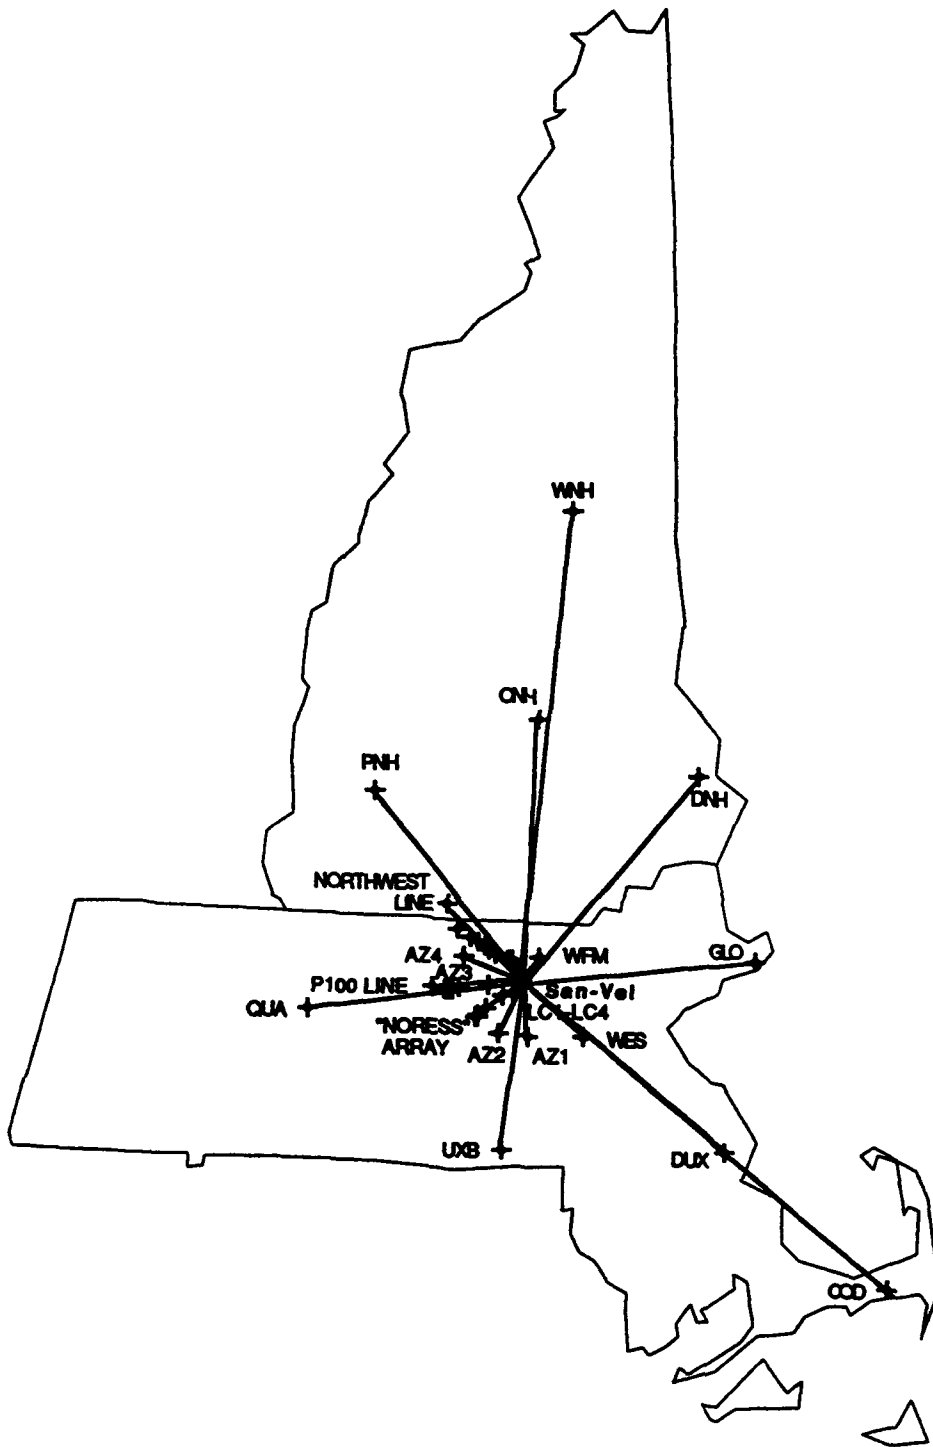 WNH
CNH
PNH
DNH
NORTHWEST
LINE
AZ4
WFM
GLO
AZ3
P100 LINE
San-Vel
QUA
"NORESS"
ARRAY
LC1-LC4
WES
AZ2
AZ1
UXB
DUX
COD